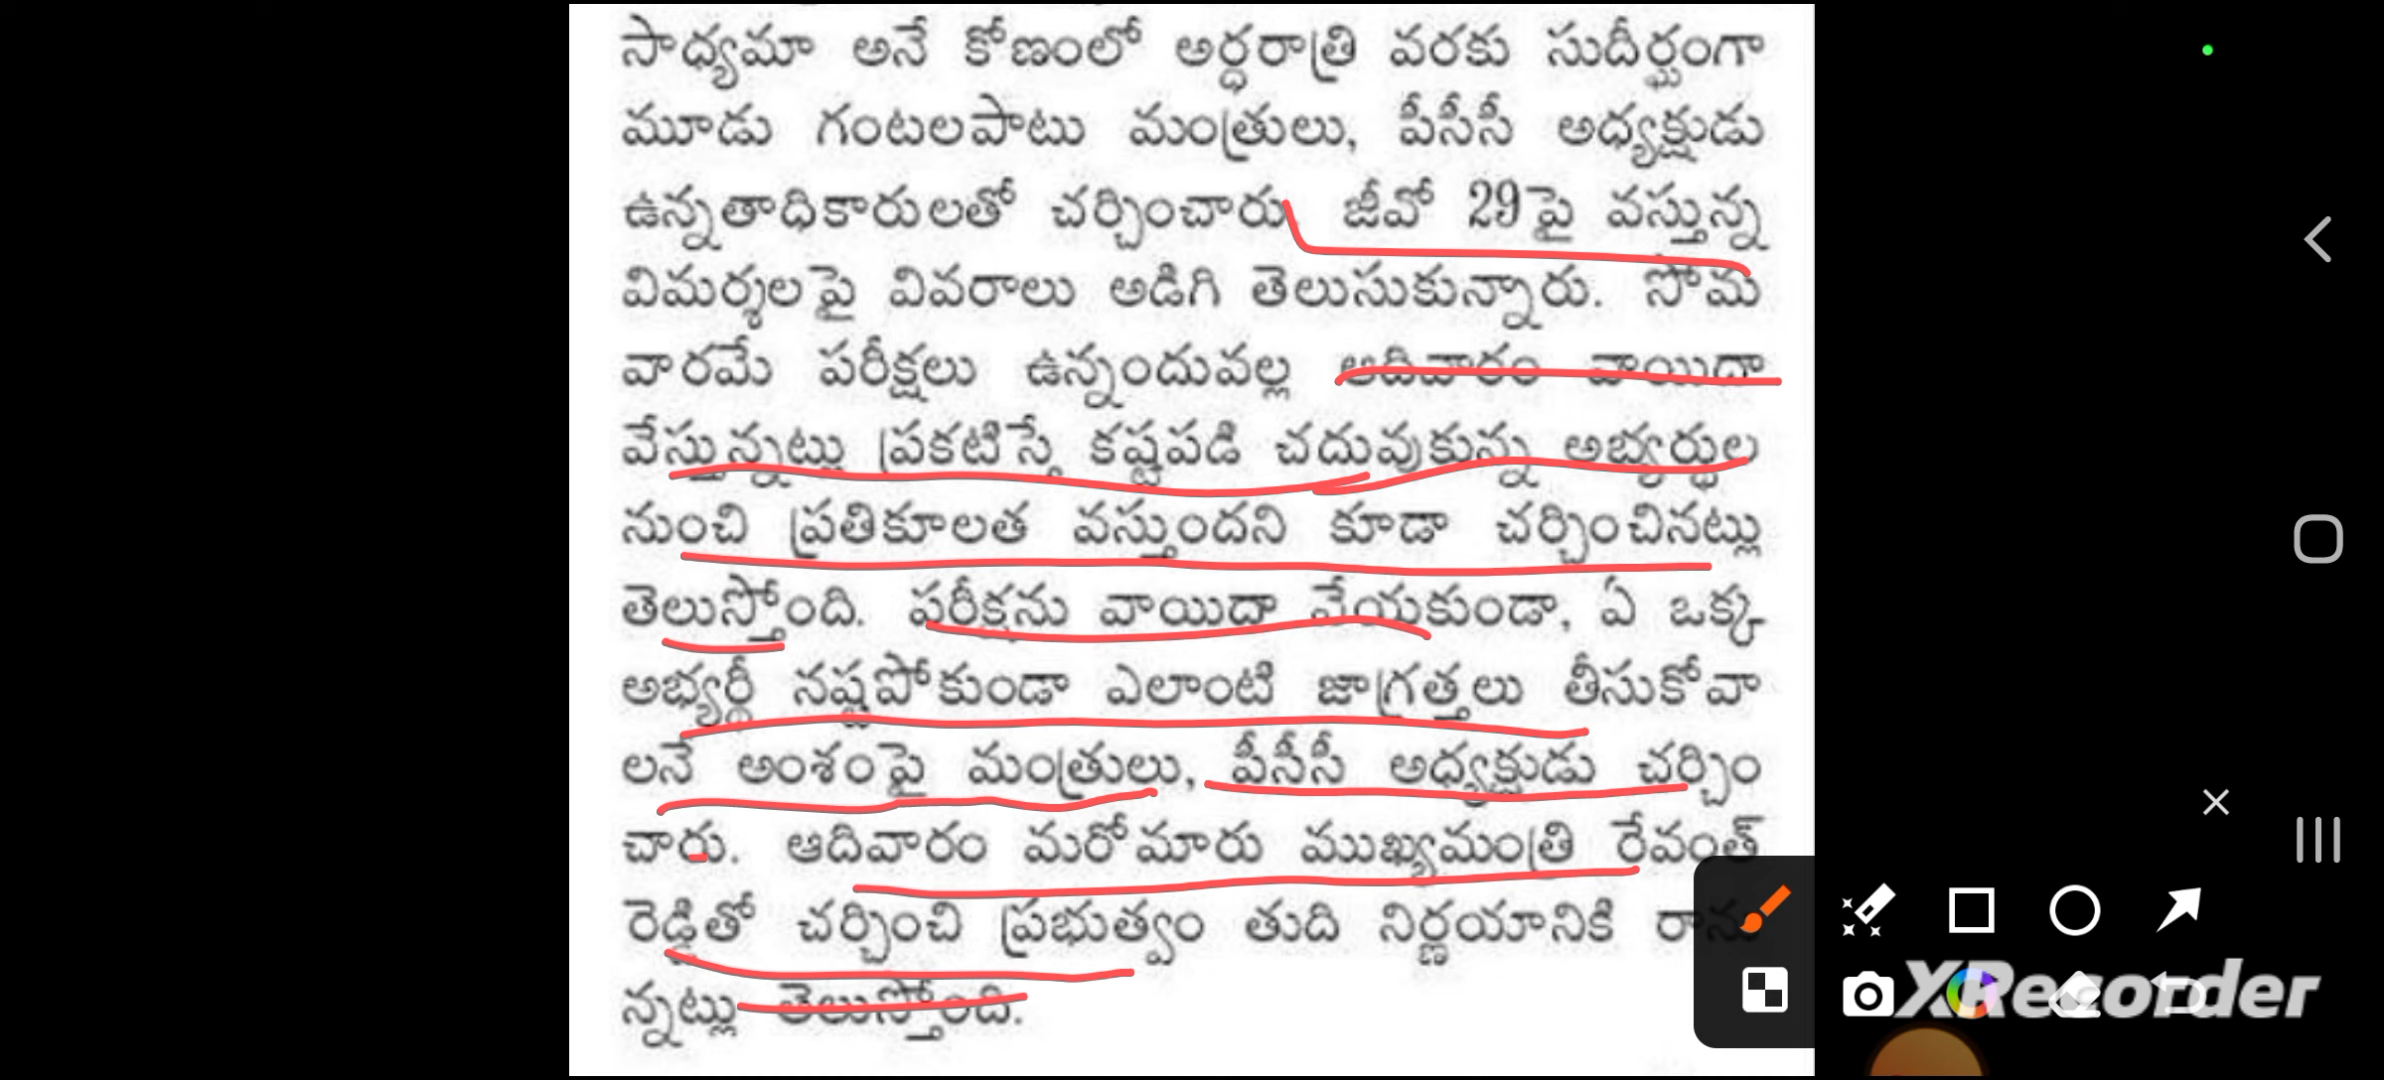 సాధ్యమా అనే కోణంలో అర్ధరాత్రి వరకు సుదీర్ఘంగా
మూడు గంటలపాటు మంత్రులు, పీసీసీ అధ్యక్షుడు
ఉన్నతాధికారులతో చర్చించారు జీవో 29పై వస్తున్న
విమర్శలపై వివరాలు అడిగి తెలుసుకున్నారు. సోమ
వారమే పరీక్షలు ఉన్నందువల్ల ఆదివారం వాయిదా
వేస్తున్నట్లు ప్రకటిస్తే కష్టపడి చదువుకున్న అభ్యర్థుల
నుంచి ప్రతికూలత వస్తుందని కూడా చర్చించినట్లు
తెలుస్తోంది. పరీక్షను వాయిదా వేయకుండా, ఏ ఒక్క
అభ్యర్థీ నష్టపోకుండా ఎలాంటి జాగ్రత్తలు తీసుకోవా
లనే అంశంపై మంత్రులు, పీసీసీ అధ్యక్షుడు చర్చిం
చారు. ఆదివారం మరోమారు ముఖ్యమంత్రి రేవంత్
రెడ్డితో చర్చించి ప్రభుత్వం తుది నిర్ణయానికి రాను
న్నట్లు తెలుస్తోంది.
XRecorder